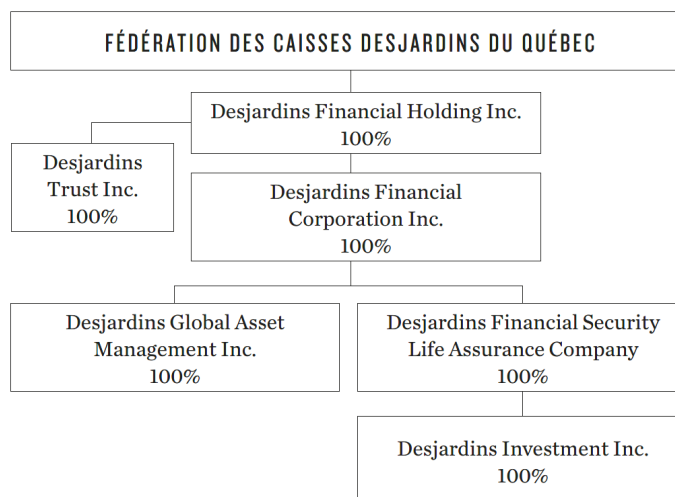 FÉDÉRATION DES CAISSES DESJARDINS DU QUÉBEC
Desjardins Financial Holding Inc.
100%
Desjardins
Trust Inc.
100%
Desjardins Financial
Corporation Inc.
100%
Desjardins Global Asset
Management Inc.
100%
Desjardins Financial Security
Life Assurance Company
100%
Desjardins Investment Inc.
100%